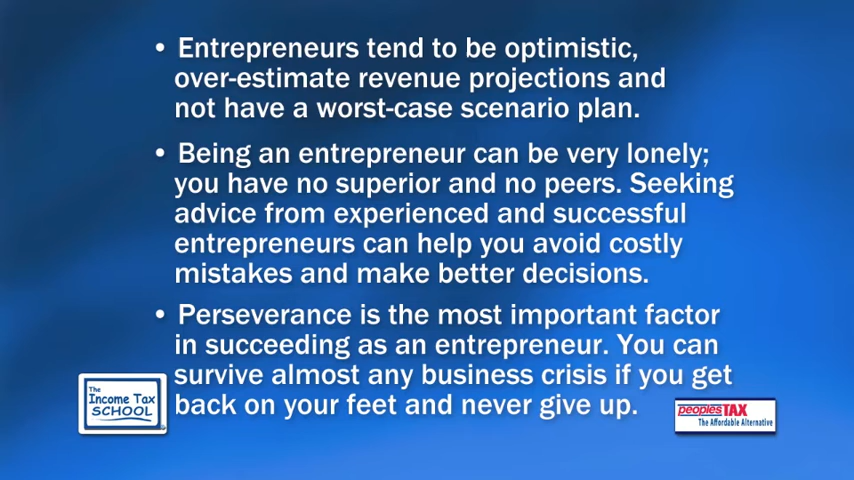 • Entrepreneurs tend to be optimistic,
over-estimate revenue projections and
not have a worst-case scenario plan.
• Being an entrepreneur can be very lonely;
you have no superior and no peers. Seeking
advice from experienced and successful
entrepreneurs can help you avoid costly
mistakes and make better decisions.
• Perseverance is the most important factor
in succeeding as an entrepreneur. You can
survive almost any business crisis if you get
back on your feet and never give up.
The
Income Tax
SCHOOL
peoplesTAX
The Affordable Alternative